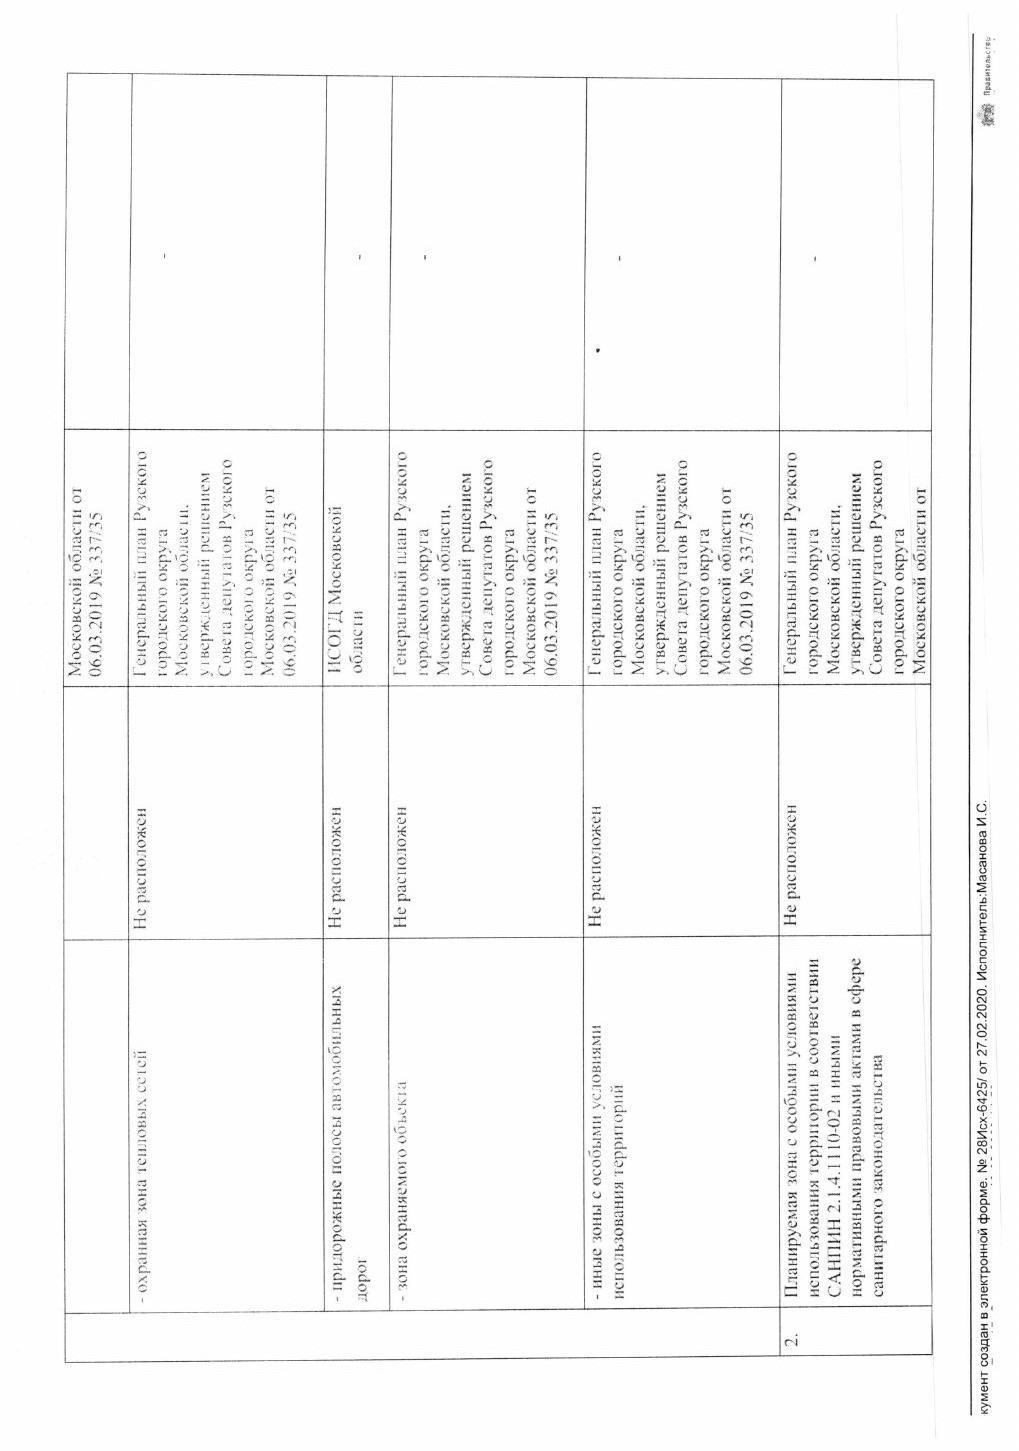 Московской области от
06.03.2019 № 337/35
- охранная зона тепловых сетей
Не расположен
Генеральный план Рузского
городского округа
Московской области,
утвержденный решением
Совета депутатов Рузского
городского округа
Московской области от
06.03.2019 № 337/35
-
- придорожные полосы автомобильных
дорог
Не расположен
ИСОГД Московской
области
-
- зона охраняемого объекта
Не расположен
Генеральный план Рузского
городского округа
Московской области,
утвержденный решением
Совета депутатов Рузского
городского округа
Московской области от
06.03.2019 № 337/35
-
- иные зоны с особыми условиями
использования территорий
Не расположен
Генеральный план Рузского
городского округа
Московской области,
утвержденный решением
Совета депутатов Рузского
городского округа
Московской области от
06.03.2019 № 337/35
-
2.
Планируемая зона с особыми условиями
использования территории в соответствии
САНПИН 2.1.4.1110-02 и иными
нормативными правовыми актами в сфере
санитарного законодательства
Не расположен
Генеральный план Рузского
городского округа
Московской области,
утвержденный решением
Совета депутатов Рузского
городского округа
Московской области от
-
кумент создан в электронной форме. № 28Исх-6425/ от 27.02.2020. Исполнитель:Масанова И.С.